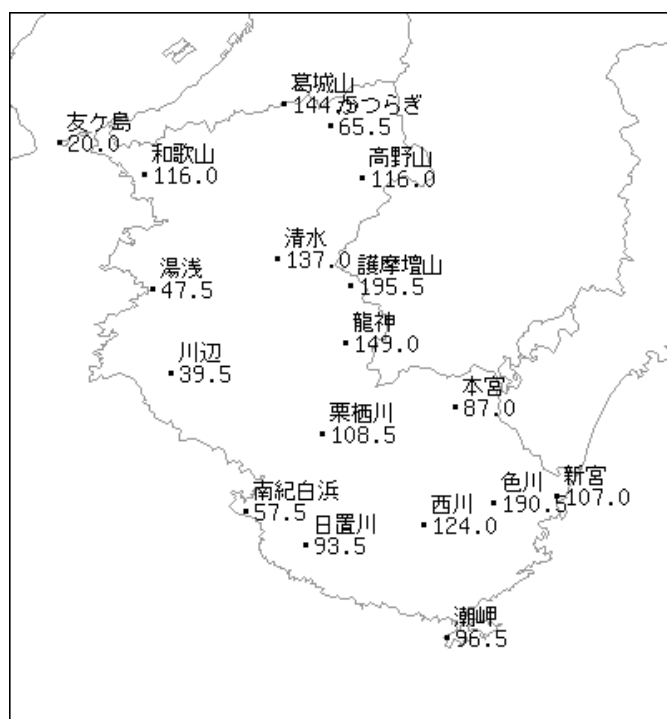 葛城山
144.5
かつらぎ
65.5
友ケ島
20.0
和歌山
116.0
高野山
116.0
清水
137.0
護摩壇山
195.5
湯浅
47.5
龍神
149.0
川辺
39.5
本宮
87.0
栗栖川
108.5
新宮
107.0
色川
190.5
南紀白浜
57.5
西川
124.0
日置川
93.5
潮岬
96.5